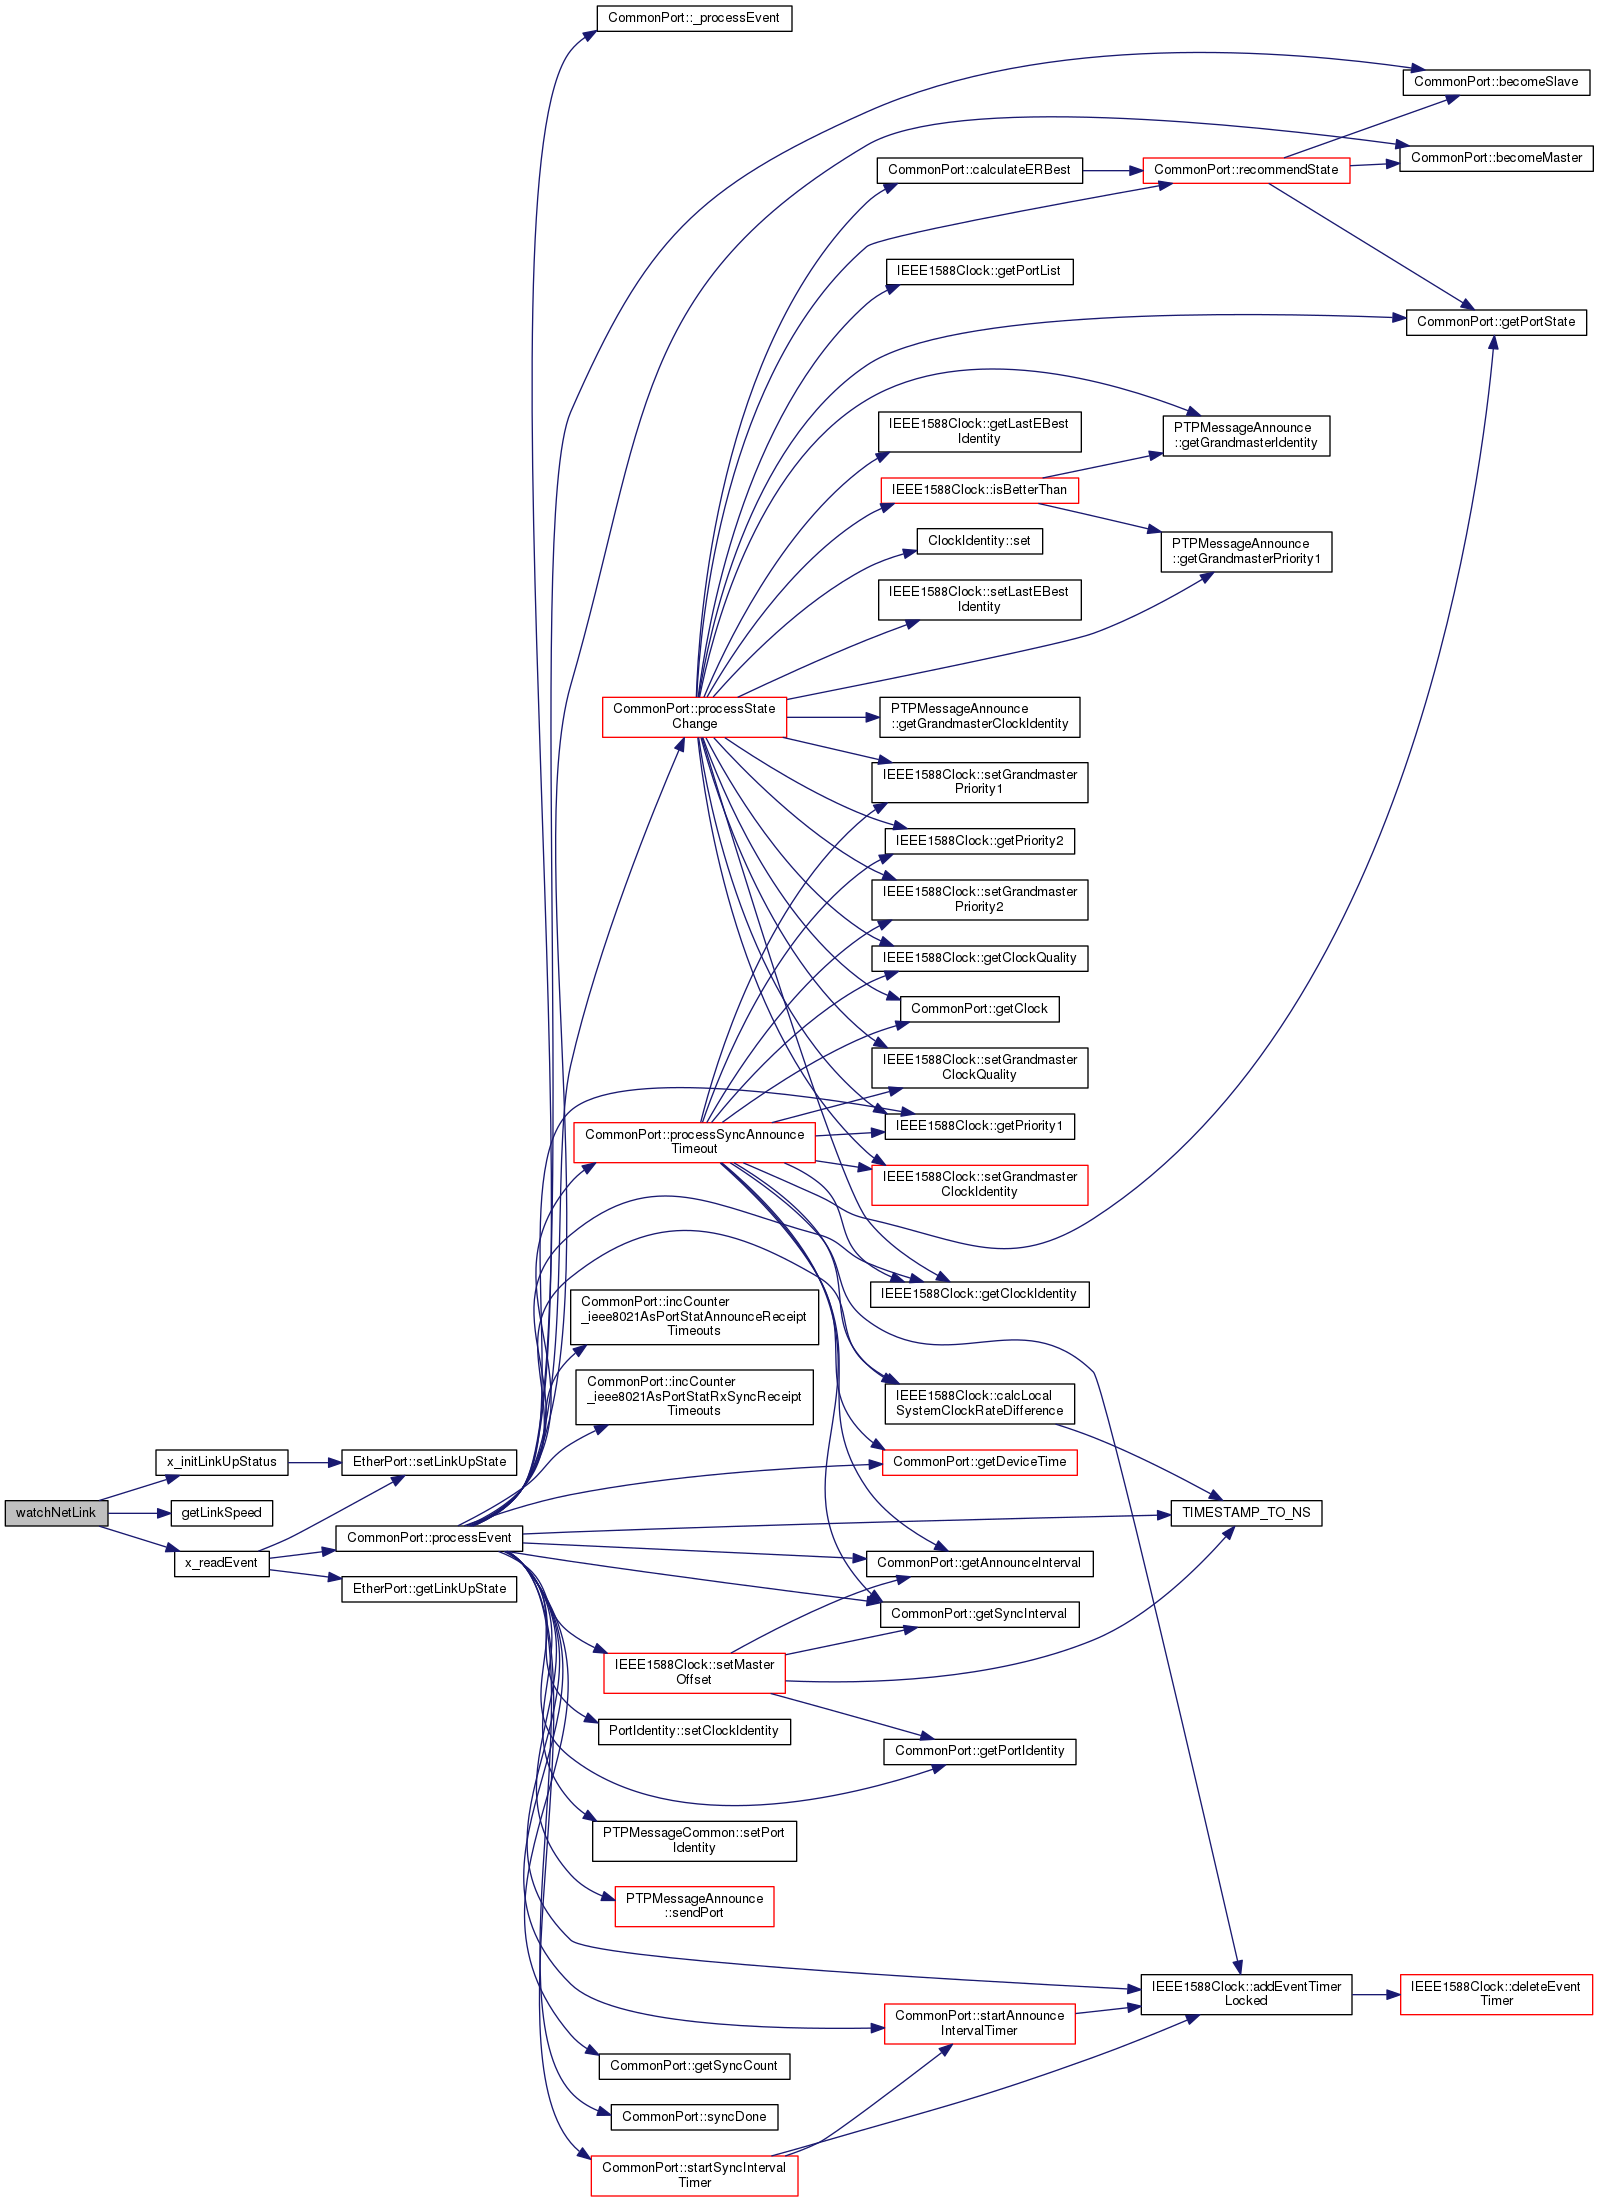 CommonPort::_processEvent
CommonPort::becomeSlave
CommonPort::becomeMaster
CommonPort::calculateERBest
CommonPort::recommendState
IEEE1588Clock::getPortList
CommonPort::getPortState
IEEE1588Clock::getLastEBest
Identity
PTPMessageAnnounce
::getGrandmasterIdentity
IEEE1588Clock::isBetterThan
ClockIdentity::set
PTPMessageAnnounce
::getGrandmasterPriority1
IEEE1588Clock::setLastEBest
Identity
CommonPort::processState
Change
PTPMessageAnnounce
::getGrandmasterClockIdentity
IEEE1588Clock::setGrandmaster
Priority1
IEEE1588Clock::getPriority2
IEEE1588Clock::setGrandmaster
Priority2
IEEE1588Clock::getClockQuality
CommonPort::getClock
IEEE1588Clock::setGrandmaster
ClockQuality
IEEE1588Clock::getPriority1
CommonPort::processSyncAnnounce
Timeout
IEEE1588Clock::setGrandmaster
ClockIdentity
IEEE1588Clock::getClockIdentity
CommonPort::incCounter
_ieee8021AsPortStatAnnounceReceipt
Timeouts
CommonPort::incCounter
_ieee8021AsPortStatRxSyncReceipt
Timeouts
IEEE1588Clock::calcLocal
SystemClockRateDifference
x_initLinkUpStatus
EtherPort::setLinkUpState
CommonPort::getDeviceTime
watchNetLink
getLinkSpeed
TIMESTAMP_TO_NS
CommonPort::processEvent
x_readEvent
CommonPort::getAnnounceInterval
EtherPort::getLinkUpState
CommonPort::getSyncInterval
IEEE1588Clock::setMaster
Offset
PortIdentity::setClockIdentity
CommonPort::getPortIdentity
PTPMessageCommon::setPort
Identity
PTPMessageAnnounce
::sendPort
IEEE1588Clock::addEventTimer
Locked
IEEE1588Clock::deleteEvent
Timer
CommonPort::startAnnounce
IntervalTimer
CommonPort::getSyncCount
CommonPort::syncDone
CommonPort::startSyncInterval
Timer